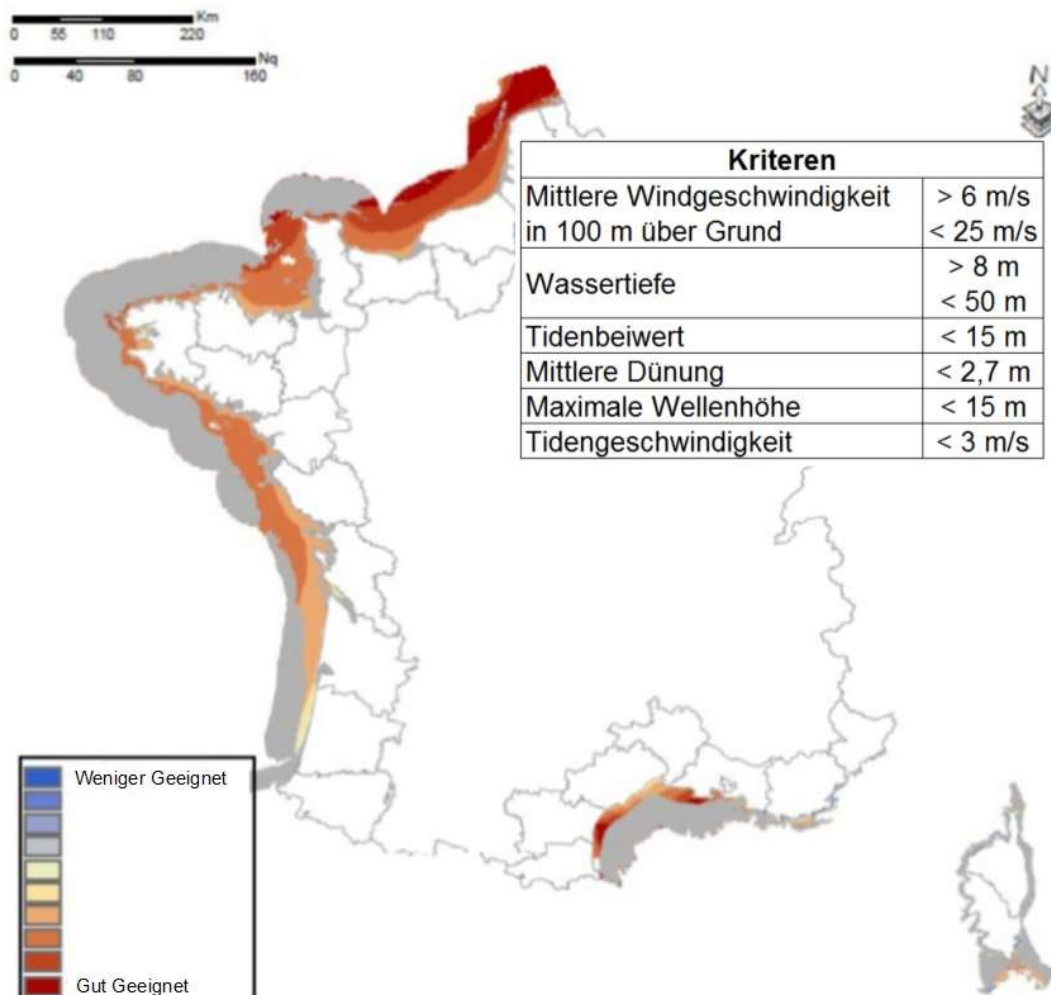 Km
0 55 110 220
Nq
0 40 80 160
N
Kriteren
Mittlere Windgeschwindigkeit > 6 m/s
in 100 m über Grund < 25 m/s
Wassertiefe > 8 m
< 50 m
Tidenbeiwert < 15 m
Mittlere Dünung < 2,7 m
Maximale Wellenhöhe < 15 m
Tidengeschwindigkeit < 3 m/s
Weniger Geeignet
Gut Geeignet